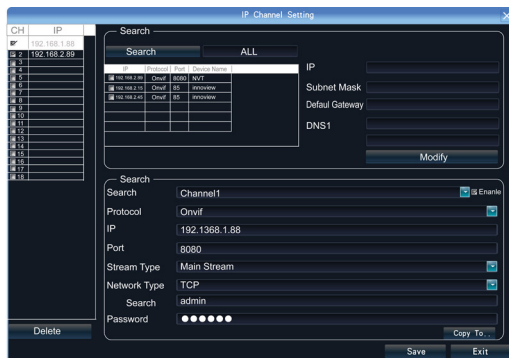 IP Channel Setting
CH IP
192.168.1.89
2 192.168.2.89
3
4
5
6
7
8
9
10
11
12
13
14
15
16
17
18
Delete
Search
Search ALL
IP Protocol Port Device Name
192.168.2.99 Onvif 8080 NVT
192.168.2.15 Onvif 85 innoview
192.168.2.45 Onvif 85 innoview
IP
Subnet Mask
Defaul Gateway
DNS1
Modify
Search
Search Channel1 Enanle
Protocol Onvif
IP 192.1368.1.88
Port 8080
Stream Type Main Stream
Network Type TCP
Search admin
Password ●●●●●●
Copy To..
Save Exit